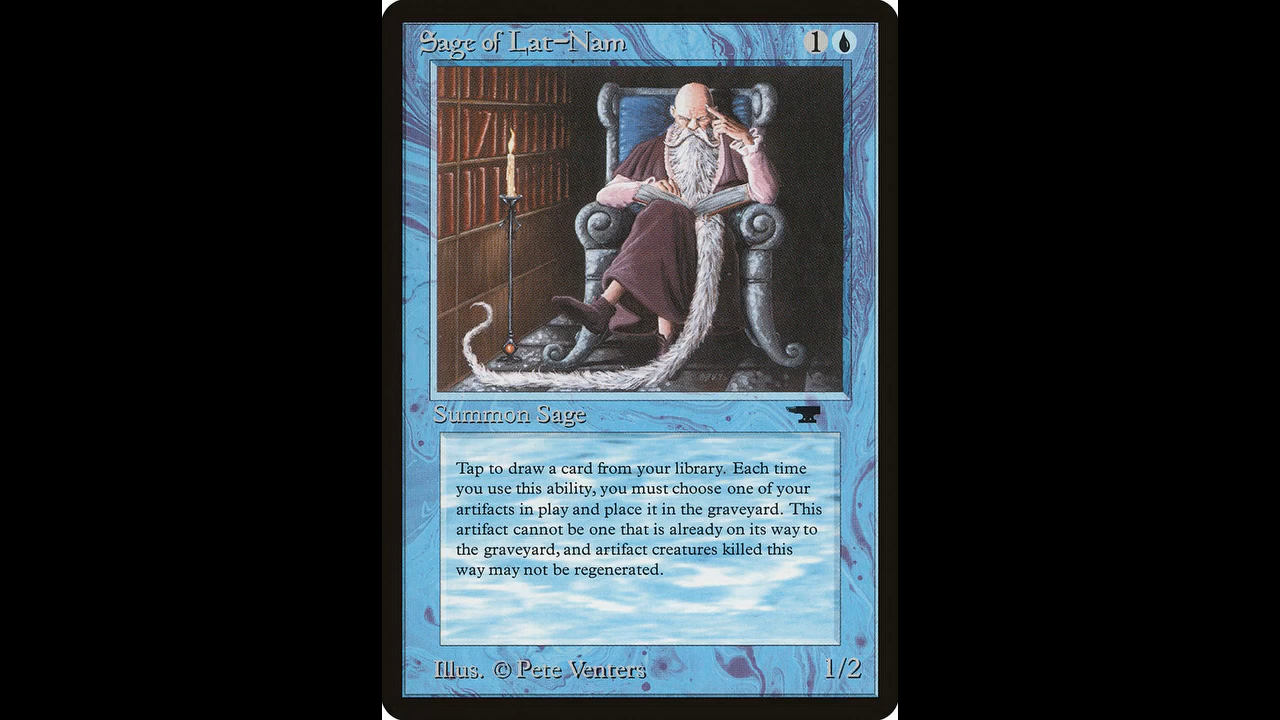 Sage of Lat-Nam 1
Summon Sage
Tap to draw a card from your library. Each time
you use this ability, you must choose one of your
artifacts in play and place it in the graveyard. This
artifact cannot be one that is already on its way to
the graveyard, and artifact creatures killed this
way may not be regenerated.
Illus. © Pete Venters 1/2